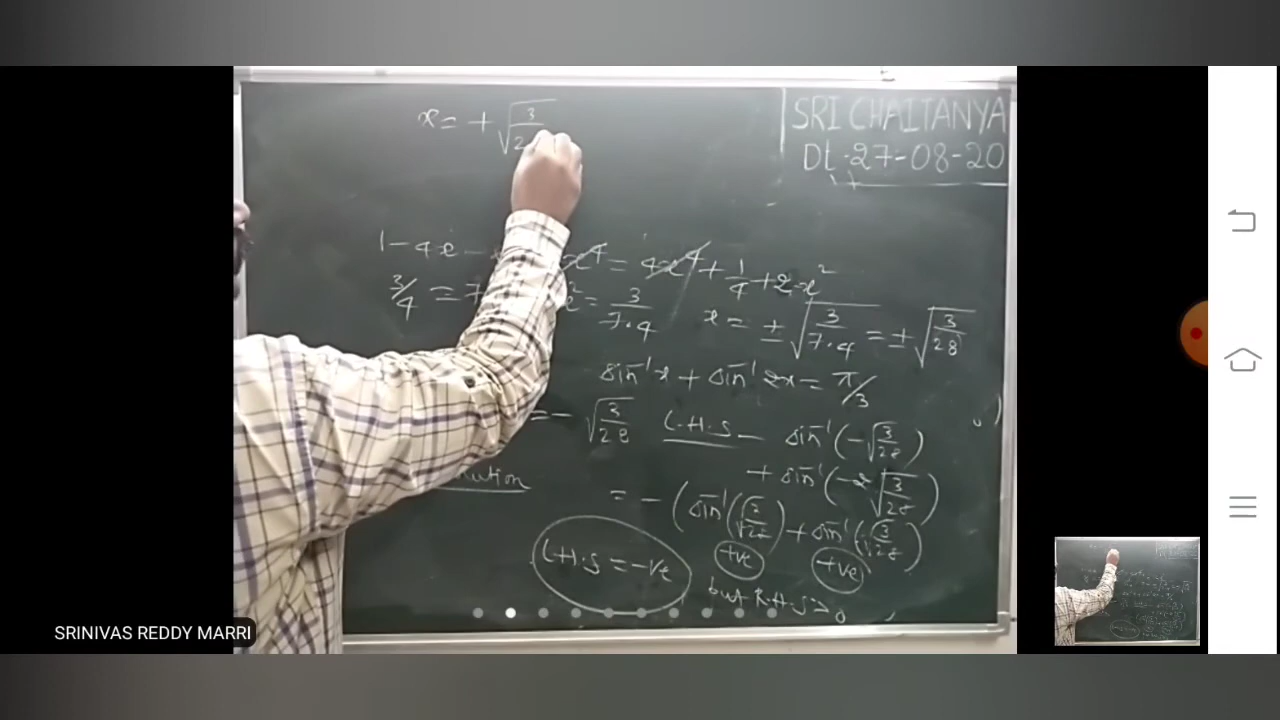 x = + √3/2
SRI CHAITANYA
Dt 27-08-20
1 - 4x = 4x⁴ + 1/4 + 2x²
3/4 = 7 x² = 3/7·4 x = ± √3/7·4 = ± √3/28
sin⁻¹x + sin⁻¹2x = π/3
= - √3/28 L.H.S - sin⁻¹(-√3/28)
+ sin⁻¹(-2√3/28)
= - (sin⁻¹(√3/28) + sin⁻¹(√3/28)
L.H.S = -ve +ve +ve
but R.H.S > 0
SRINIVAS REDDY MARRI